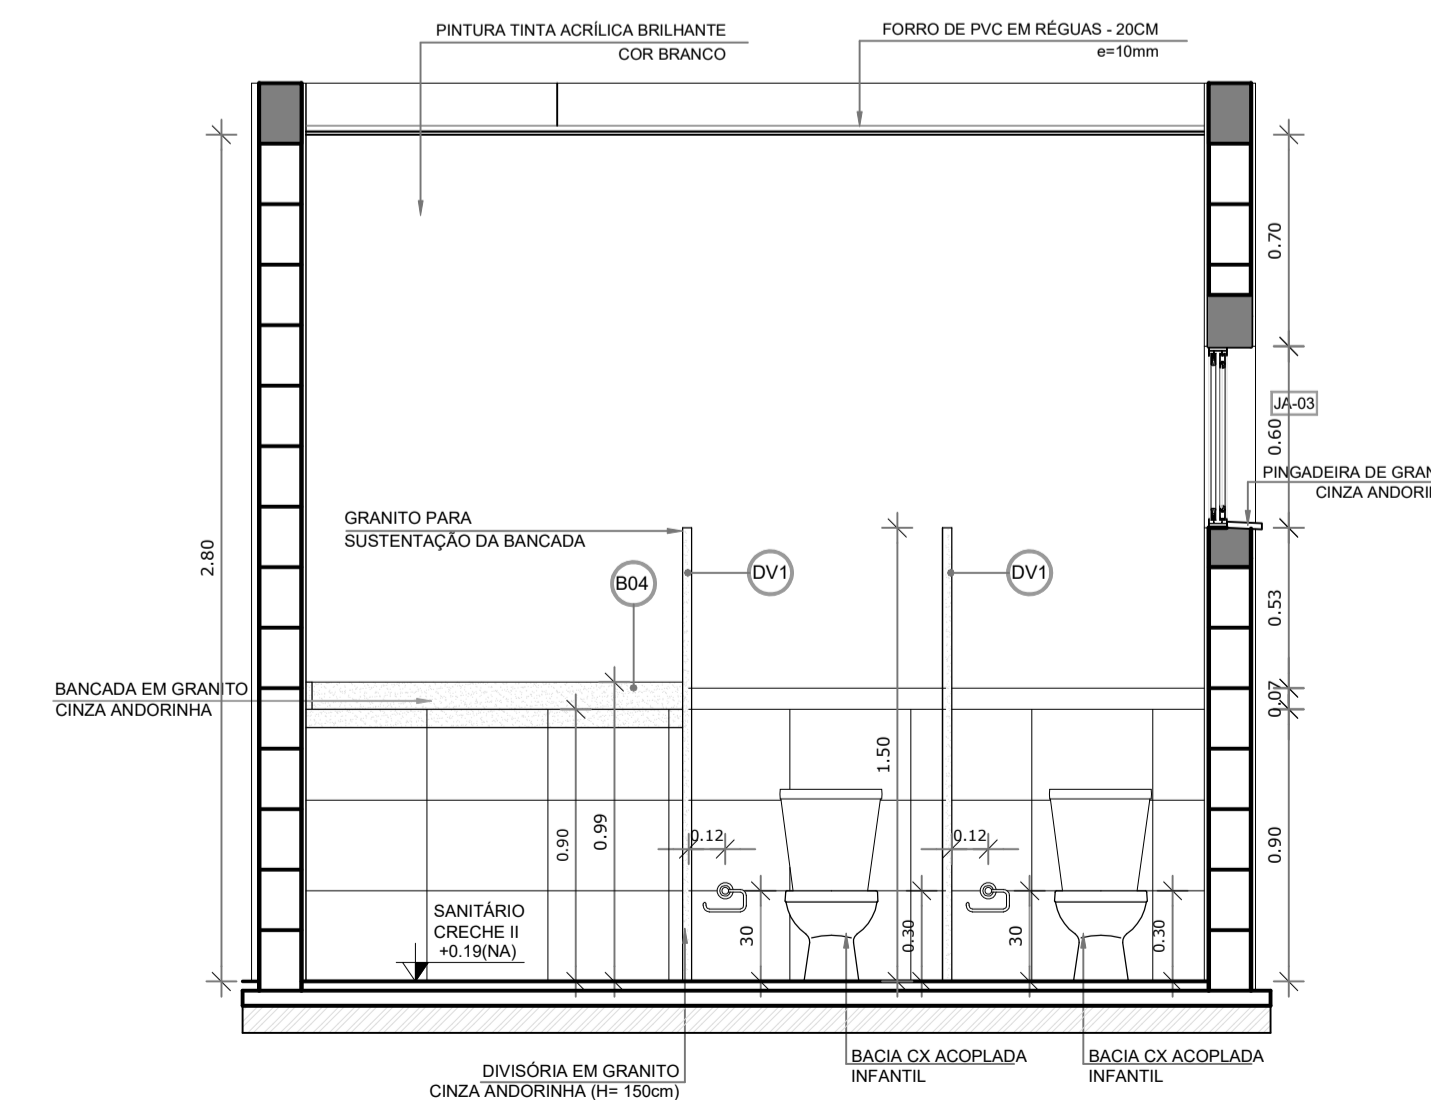 PINTURA TINTA ACRÍLICA BRILHANTE
COR BRANCO
FORRO DE PVC EM RÉGUAS - 20CM
e=10mm
0.70
JA-03
0.60
PINGADEIRA DE GRAN
CINZA ANDORI
GRANITO PARA
SUSTENTAÇÃO DA BANCADA
2.80
B04
DV1
DV1
0.53
BANCADA EM GRANITO
CINZA ANDORINHA
0.07
1.50
0.90
0.99
0.12
0.12
0.90
SANITÁRIO
CRECHE II
+0.19(NA)
30
0.30
30
0.30
DIVISÓRIA EM GRANITO
CINZA ANDORINHA (H= 150cm)
BACIA CX ACOPLADA
INFANTIL
BACIA CX ACOPLADA
INFANTIL